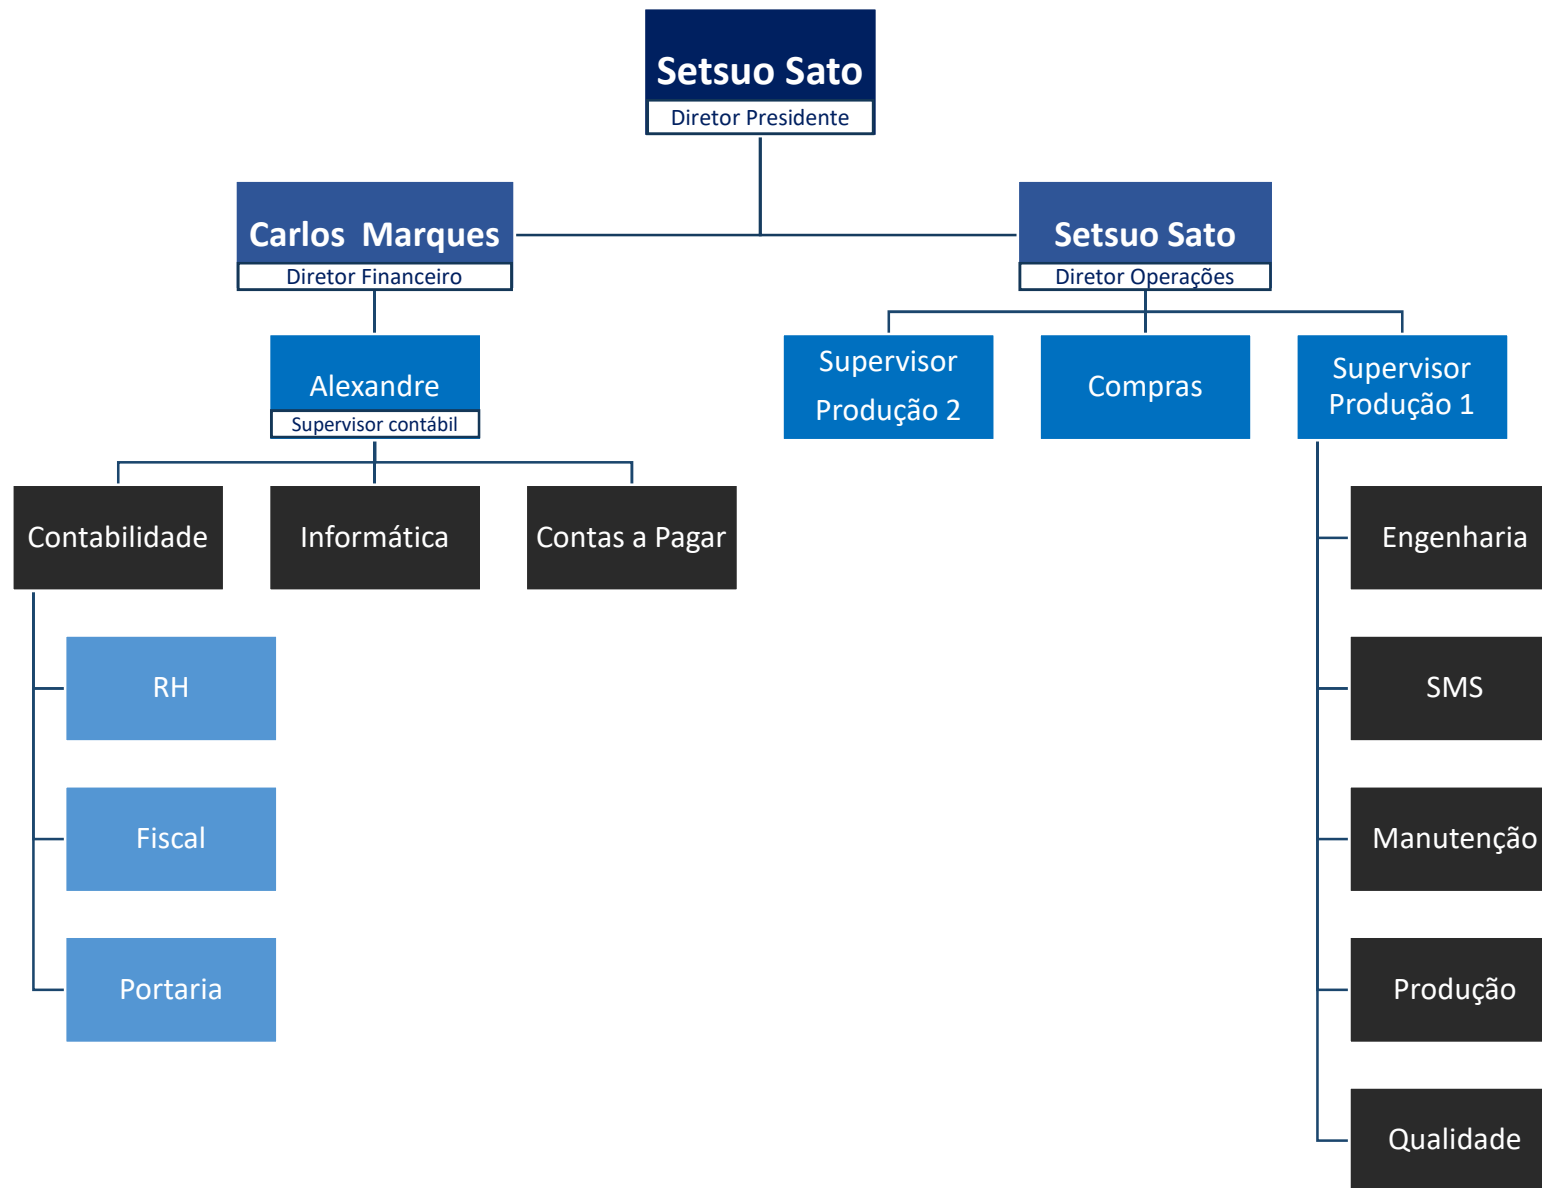 Setsuo Sato
Diretor Presidente
Carlos  Marques
Diretor Financeiro
Setsuo Sato
Diretor Operações
Alexandre
Supervisor contábil
Supervisor
Produção 2
Compras
Supervisor
Produção 1
Contabilidade
Informática
Contas a Pagar
Engenharia
RH
SMS
Fiscal
Manutenção
Portaria
Produção
Qualidade